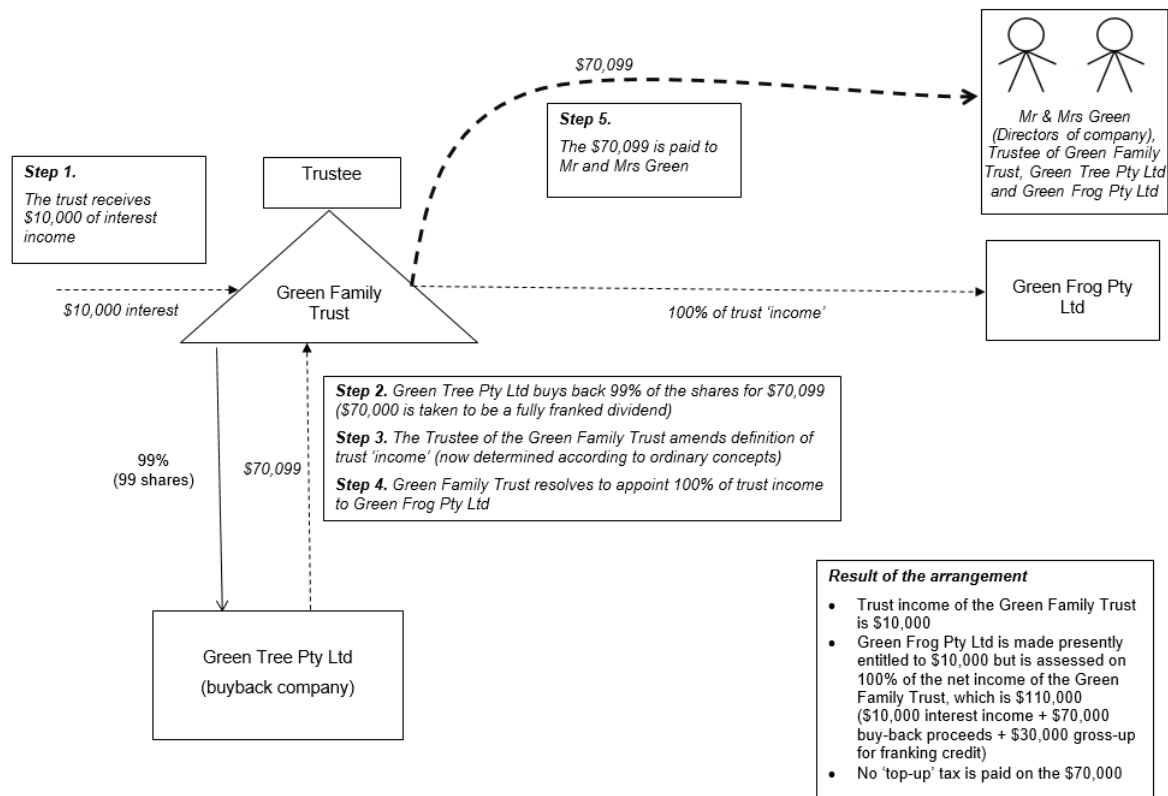 $70,099
Mr & Mrs Green
(Directors of company),
Trustee of Green Family
Trust, Green Tree Pty Ltd
and Green Frog Pty Ltd
Step 5.
The $70,099 is paid to
Mr and Mrs Green
Step 1.
The trust receives
$10,000 of interest
income
Trustee
Green Family
Trust
$10,000 interest
100% of trust ‘income’
Green Frog Pty
Ltd
Step 2. Green Tree Pty Ltd buys back 99% of the shares for $70,099
($70,000 is taken to be a fully franked dividend)
Step 3. The Trustee of the Green Family Trust amends definition of
trust ‘income’ (now determined according to ordinary concepts)
Step 4. Green Family Trust resolves to appoint 100% of trust income
to Green Frog Pty Ltd
99%
(99 shares)
$70,099
Green Tree Pty Ltd
(buyback company)
Result of the arrangement
• Trust income of the Green Family Trust
is $10,000
• Green Frog Pty Ltd is made presently
entitled to $10,000 but is assessed on
100% of the net income of the Green
Family Trust, which is $110,000
($10,000 interest income + $70,000
buy-back proceeds + $30,000 gross-up
for franking credit)
• No ‘top-up’ tax is paid on the $70,000